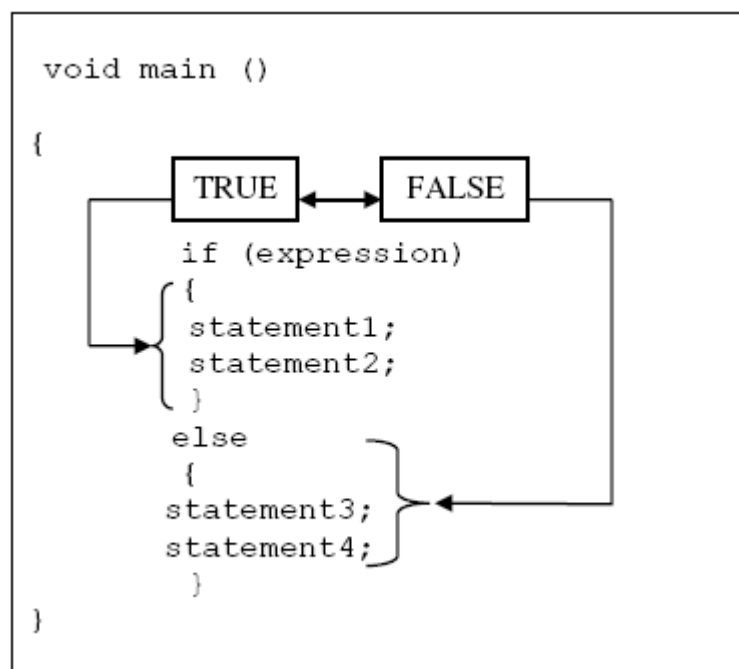 void main ()
{
TRUE FALSE
if (expression)
{
statement1;
statement2;
}
else
{
statement3;
statement4;
}
}